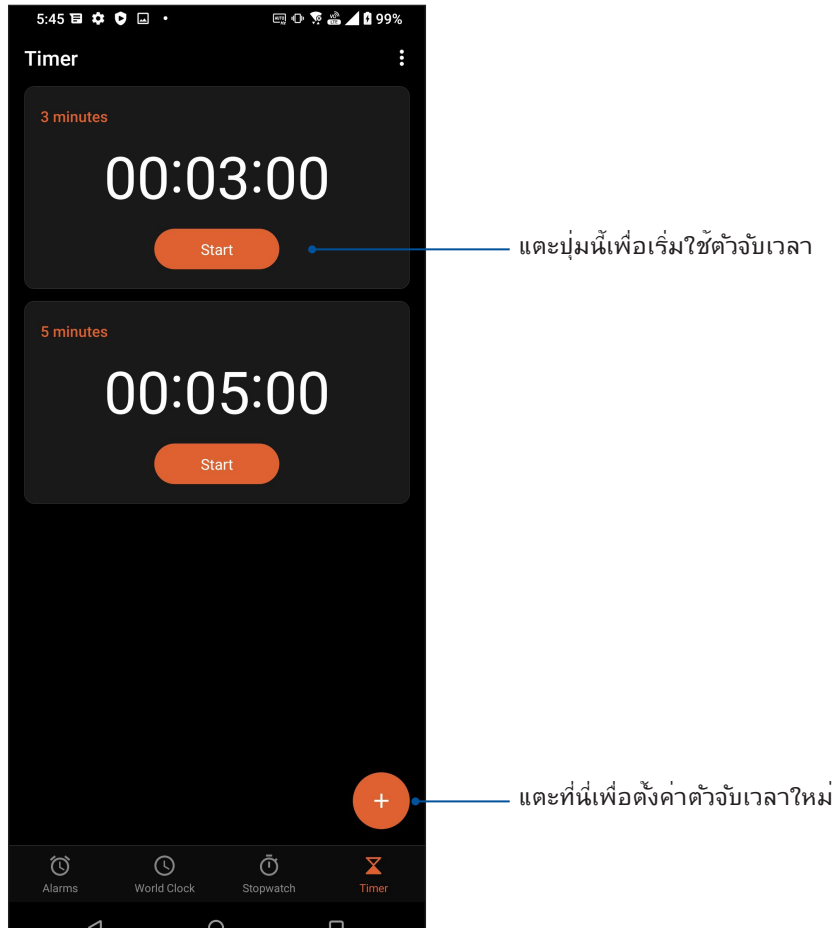 5:45 99%
Timer
3 minutes
00:03:00
Start
แตะปุ่มนี้เพื่อเริ่มใช้ตัวจับเวลา
5 minutes
00:05:00
Start
+
แตะที่นี่เพื่อตั้งค่าตัวจับเวลาใหม่
Alarms World Clock Stopwatch Timer